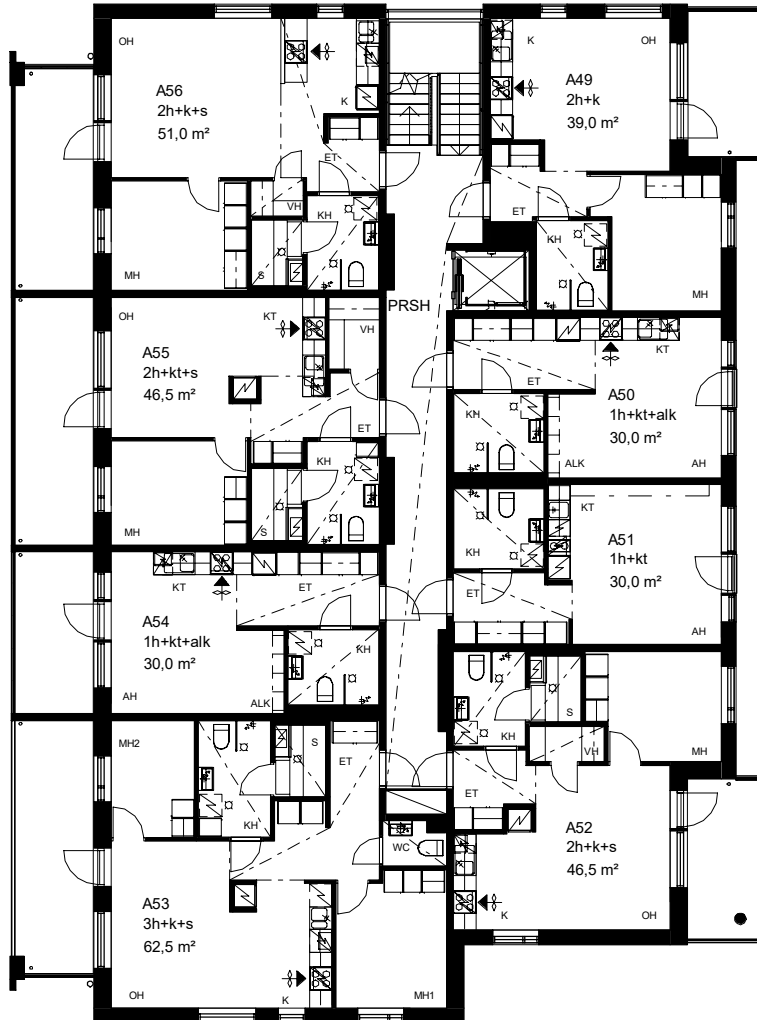 OH
A56
2h+k+s
51,0 m²
K
ET
VH
KH
MH
S
K
OH
A49
2h+k
39,0 m²
ET
KH
MH
PRSH
OH
KT
VH
A55
2h+kt+s
46,5 m²
ET
KH
MH
S
KT
ET
A50
1h+kt+alk
30,0 m²
KH
ALK
AH
KT
A51
1h+kt
30,0 m²
KH
ET
AH
KT
ET
A54
1h+kt+alk
30,0 m²
KH
AH
ALK
KH
S
VH
MH
ET
A52
2h+k+s
46,5 m²
K
OH
MH2
S
ET
KH
WC
A53
3h+k+s
62,5 m²
OH
K
MH1